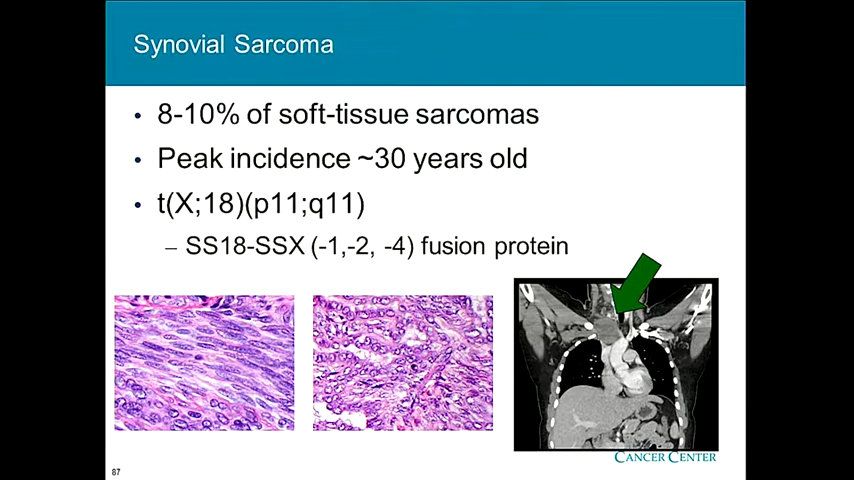 Synovial Sarcoma
• 8-10% of soft-tissue sarcomas
• Peak incidence ~30 years old
• t(X;18)(p11;q11)
– SS18-SSX (-1,-2, -4) fusion protein
CANCER CENTER
87